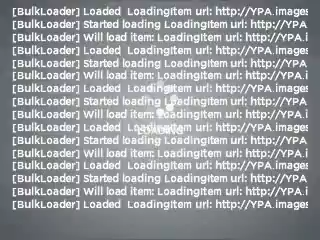 [BulkLoader] Loaded  LoadingItem url: http://YPA.images
[BulkLoader] Started loading LoadingItem url: http://YPA
[BulkLoader] Will load item: LoadingItem url: http://YPA.i
[BulkLoader] Loaded  LoadingItem url: http://YPA.images
[BulkLoader] Started loading LoadingItem url: http://YPA
[BulkLoader] Will load item: LoadingItem url: http://YPA.i
[BulkLoader] Loaded  LoadingItem url: http://YPA.images
[BulkLoader] Started loading LoadingItem url: http://YPA
[BulkLoader] Will load item: LoadingItem url: http://YPA.i
[BulkLoader] Loaded  LoadingItem url: http://YPA.images
LOADING
[BulkLoader] Started loading LoadingItem url: http://YPA
[BulkLoader] Will load item: LoadingItem url: http://YPA.i
[BulkLoader] Loaded  LoadingItem url: http://YPA.images
[BulkLoader] Started loading LoadingItem url: http://YPA
[BulkLoader] Will load item: LoadingItem url: http://YPA.i
[BulkLoader] Loaded  LoadingItem url: http://YPA.images